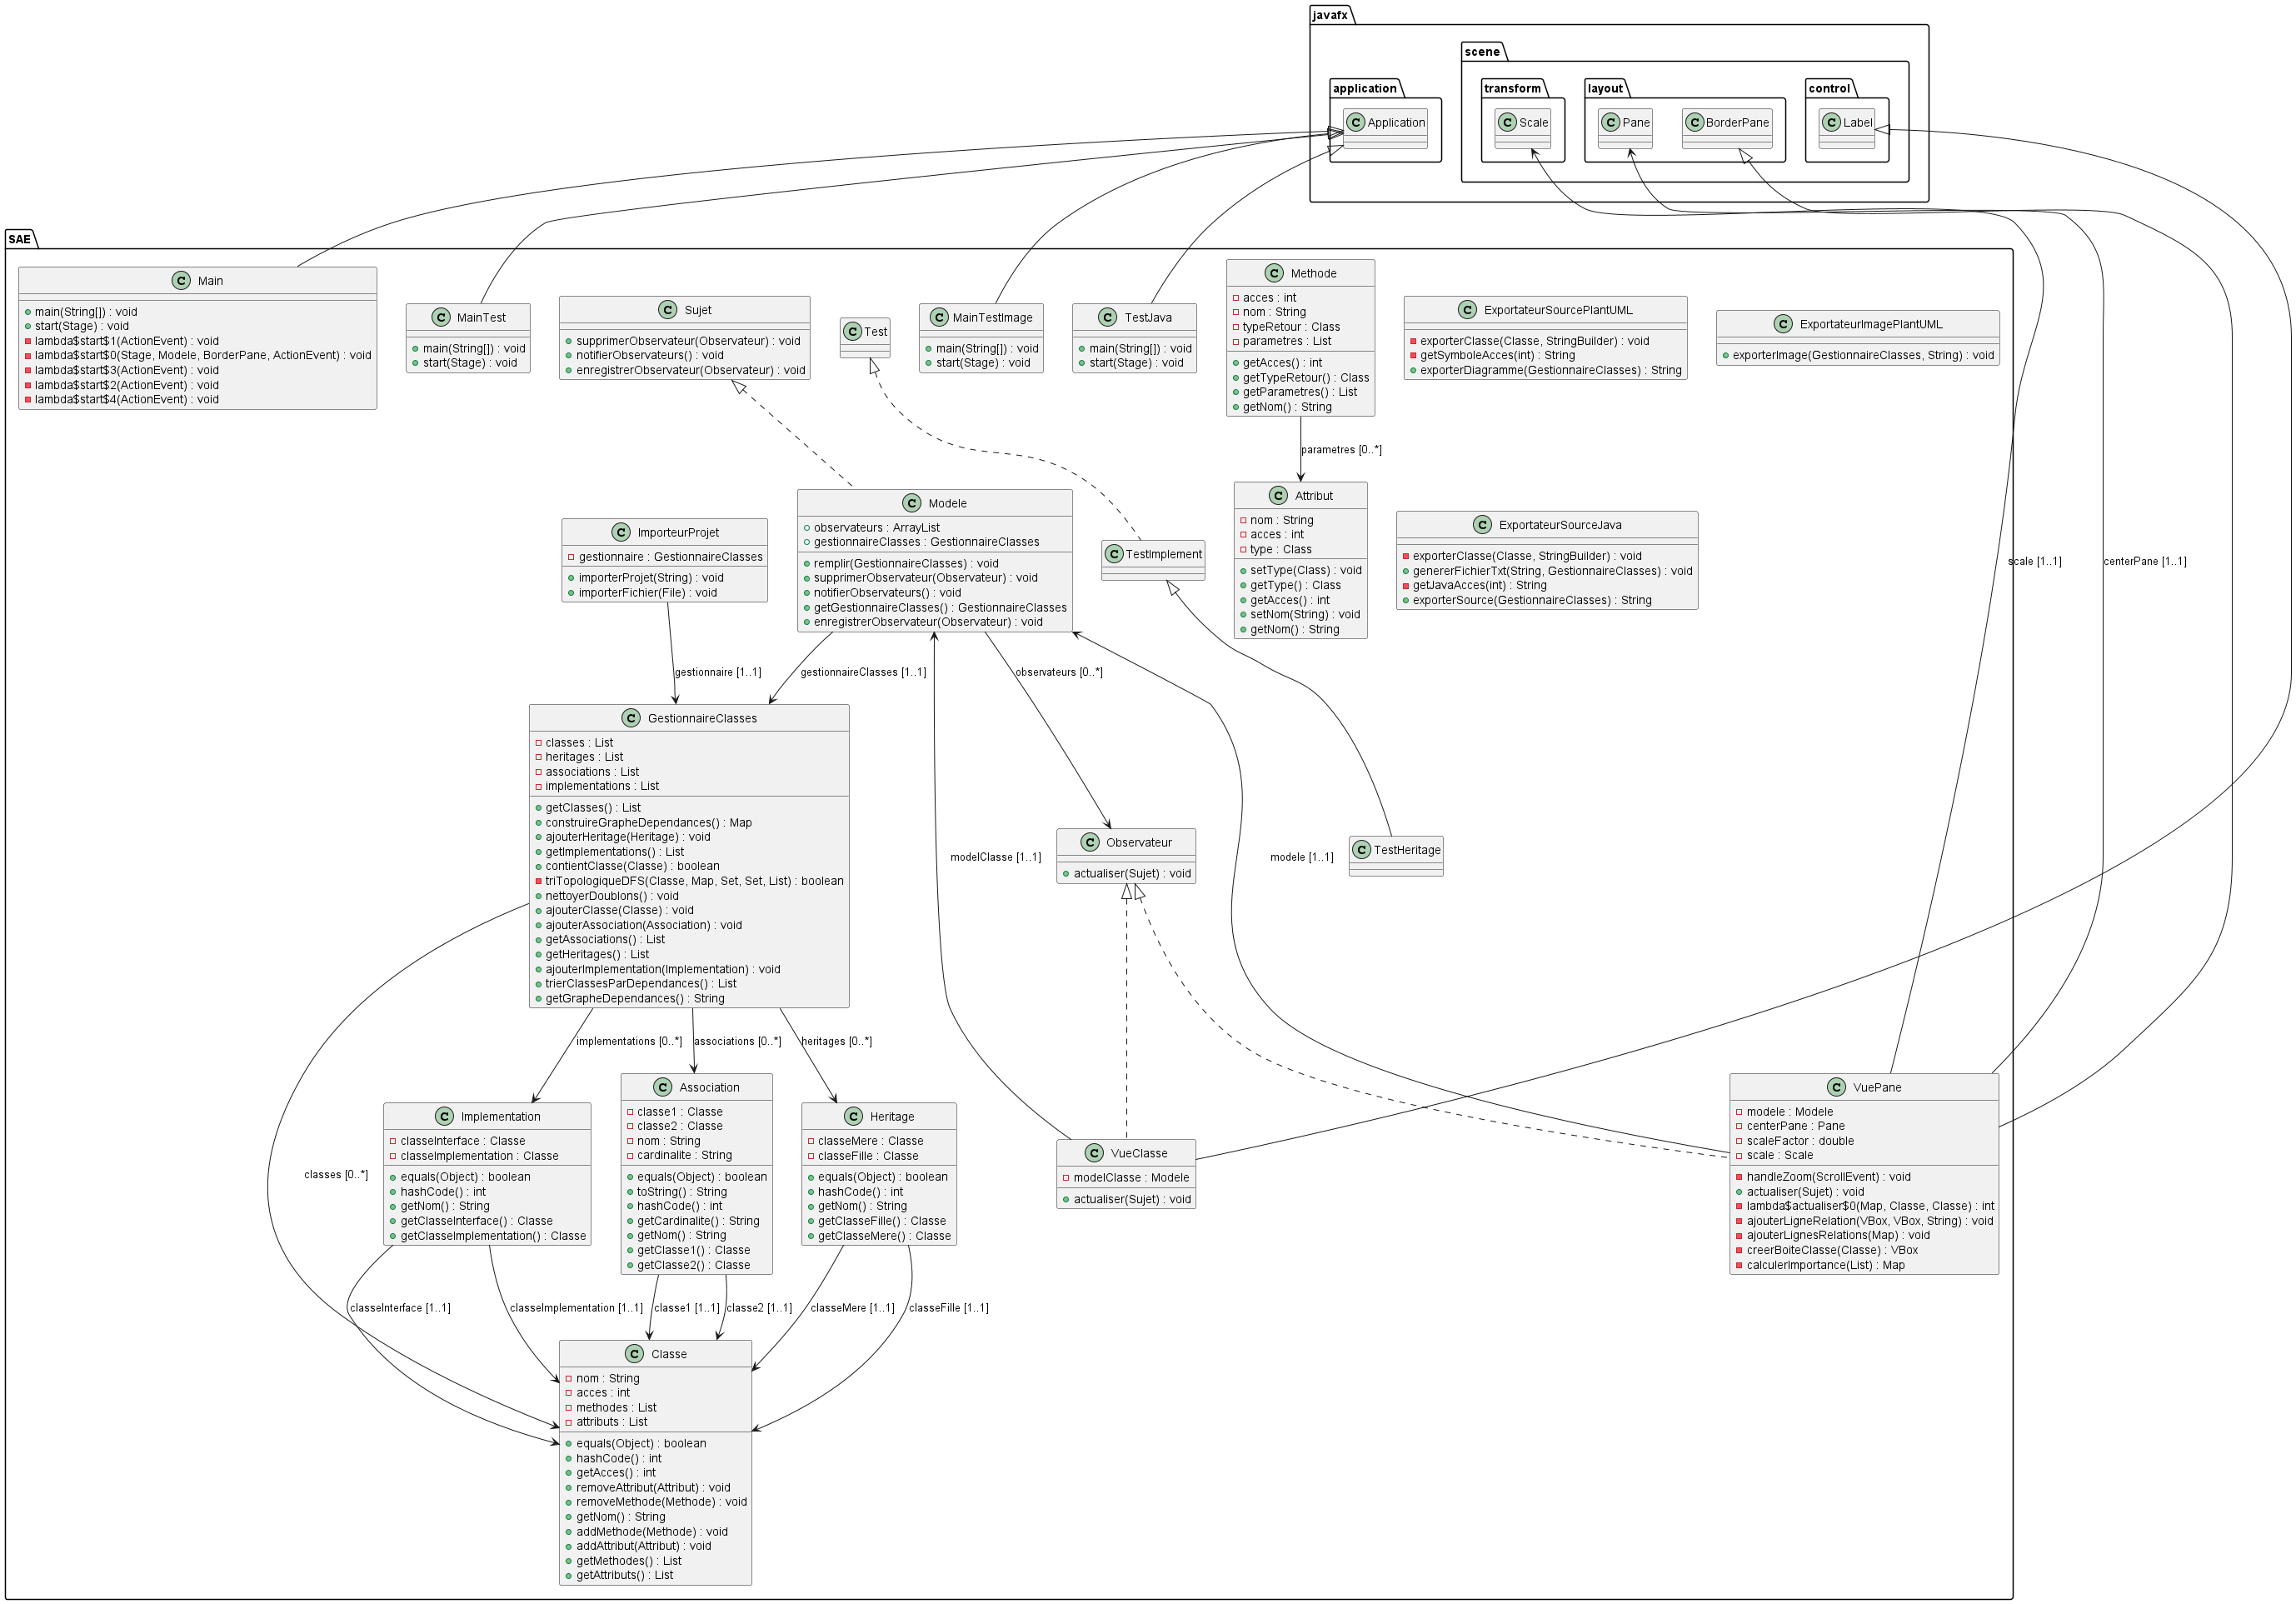 javafx
scene
application
transform
layout
control
C Application
C Scale
C Pane
C BorderPane
C Label
SAE
C Main
main(String[]) : void
start(Stage) : void
lambda$start$1(ActionEvent) : void
lambda$start$0(Stage, Modele, BorderPane, ActionEvent) : void
lambda$start$3(ActionEvent) : void
lambda$start$2(ActionEvent) : void
lambda$start$4(ActionEvent) : void
C MainTest
main(String[]) : void
start(Stage) : void
C Sujet
supprimerObservateur(Observateur) : void
notifierObservateurs() : void
enregistrerObservateur(Observateur) : void
C Test
C MainTestImage
main(String[]) : void
start(Stage) : void
C TestJava
main(String[]) : void
start(Stage) : void
C Methode
acces : int
nom : String
typeRetour : Class
parametres : List
getAcces() : int
getTypeRetour() : Class
getParametres() : List
getNom() : String
C ExportateurSourcePlantUML
exporterClasse(Classe, StringBuilder) : void
getSymboleAcces(int) : String
exporterDiagramme(GestionnaireClasses) : String
C ExportateurImagePlantUML
exporterImage(GestionnaireClasses, String) : void
parametres [0..*]
C ImporteurProjet
gestionnaire : GestionnaireClasses
importerProjet(String) : void
importerFichier(File) : void
C Modele
observateurs : ArrayList
gestionnaireClasses : GestionnaireClasses
remplir(GestionnaireClasses) : void
supprimerObservateur(Observateur) : void
notifierObservateurs() : void
getGestionnaireClasses() : GestionnaireClasses
enregistrerObservateur(Observateur) : void
C TestImplement
C Attribut
nom : String
acces : int
type : Class
setType(Class) : void
getType() : Class
getAcces() : int
setNom(String) : void
getNom() : String
C ExportateurSourceJava
exporterClasse(Classe, StringBuilder) : void
genererFichierTxt(String, GestionnaireClasses) : void
getJavaAcces(int) : String
exporterSource(GestionnaireClasses) : String
scale [1..1]
centerPane [1..1]
gestionnaire [1..1]
gestionnaireClasses [1..1]
observateurs [0..*]
C GestionnaireClasses
classes : List
heritages : List
associations : List
implementations : List
getClasses() : List
construireGrapheDependances() : Map
ajouterHeritage(Heritage) : void
getImplementations() : List
contientClasse(Classe) : boolean
triTopologiqueDFS(Classe, Map, Set, Set, List) : boolean
nettoyerDoublons() : void
ajouterClasse(Classe) : void
ajouterAssociation(Association) : void
getAssociations() : List
getHeritages() : List
ajouterImplementation(Implementation) : void
trierClassesParDependances() : List
getGrapheDependances() : String
modelClasse [1..1]
C Observateur
actualiser(Sujet) : void
modele [1..1]
C TestHeritage
implementations [0..*]
associations [0..*]
heritages [0..*]
classes [0..*]
C Implementation
classeInterface : Classe
classeImplementation : Classe
equals(Object) : boolean
hashCode() : int
getNom() : String
getClasseInterface() : Classe
getClasseImplementation() : Classe
C Association
classe1 : Classe
classe2 : Classe
nom : String
cardinalite : String
equals(Object) : boolean
toString() : String
hashCode() : int
getCardinalite() : String
getNom() : String
getClasse1() : Classe
getClasse2() : Classe
C Heritage
classeMere : Classe
classeFille : Classe
equals(Object) : boolean
hashCode() : int
getNom() : String
getClasseFille() : Classe
getClasseMere() : Classe
C VueClasse
modelClasse : Modele
actualiser(Sujet) : void
C VuePane
modele : Modele
centerPane : Pane
scaleFactor : double
scale : Scale
handleZoom(ScrollEvent) : void
actualiser(Sujet) : void
lambda$actualiser$0(Map, Classe, Classe) : int
ajouterLigneRelation(VBox, VBox, String) : void
ajouterLignesRelations(Map) : void
creerBoiteClasse(Classe) : VBox
calculerImportance(List) : Map
classeInterface [1..1]
classeImplementation [1..1]
classe1 [1..1]
classe2 [1..1]
classeMere [1..1]
classeFille [1..1]
C Classe
nom : String
acces : int
methodes : List
attributs : List
equals(Object) : boolean
hashCode() : int
getAcces() : int
removeAttribut(Attribut) : void
removeMethode(Methode) : void
getNom() : String
addMethode(Methode) : void
addAttribut(Attribut) : void
getMethodes() : List
getAttributs() : List